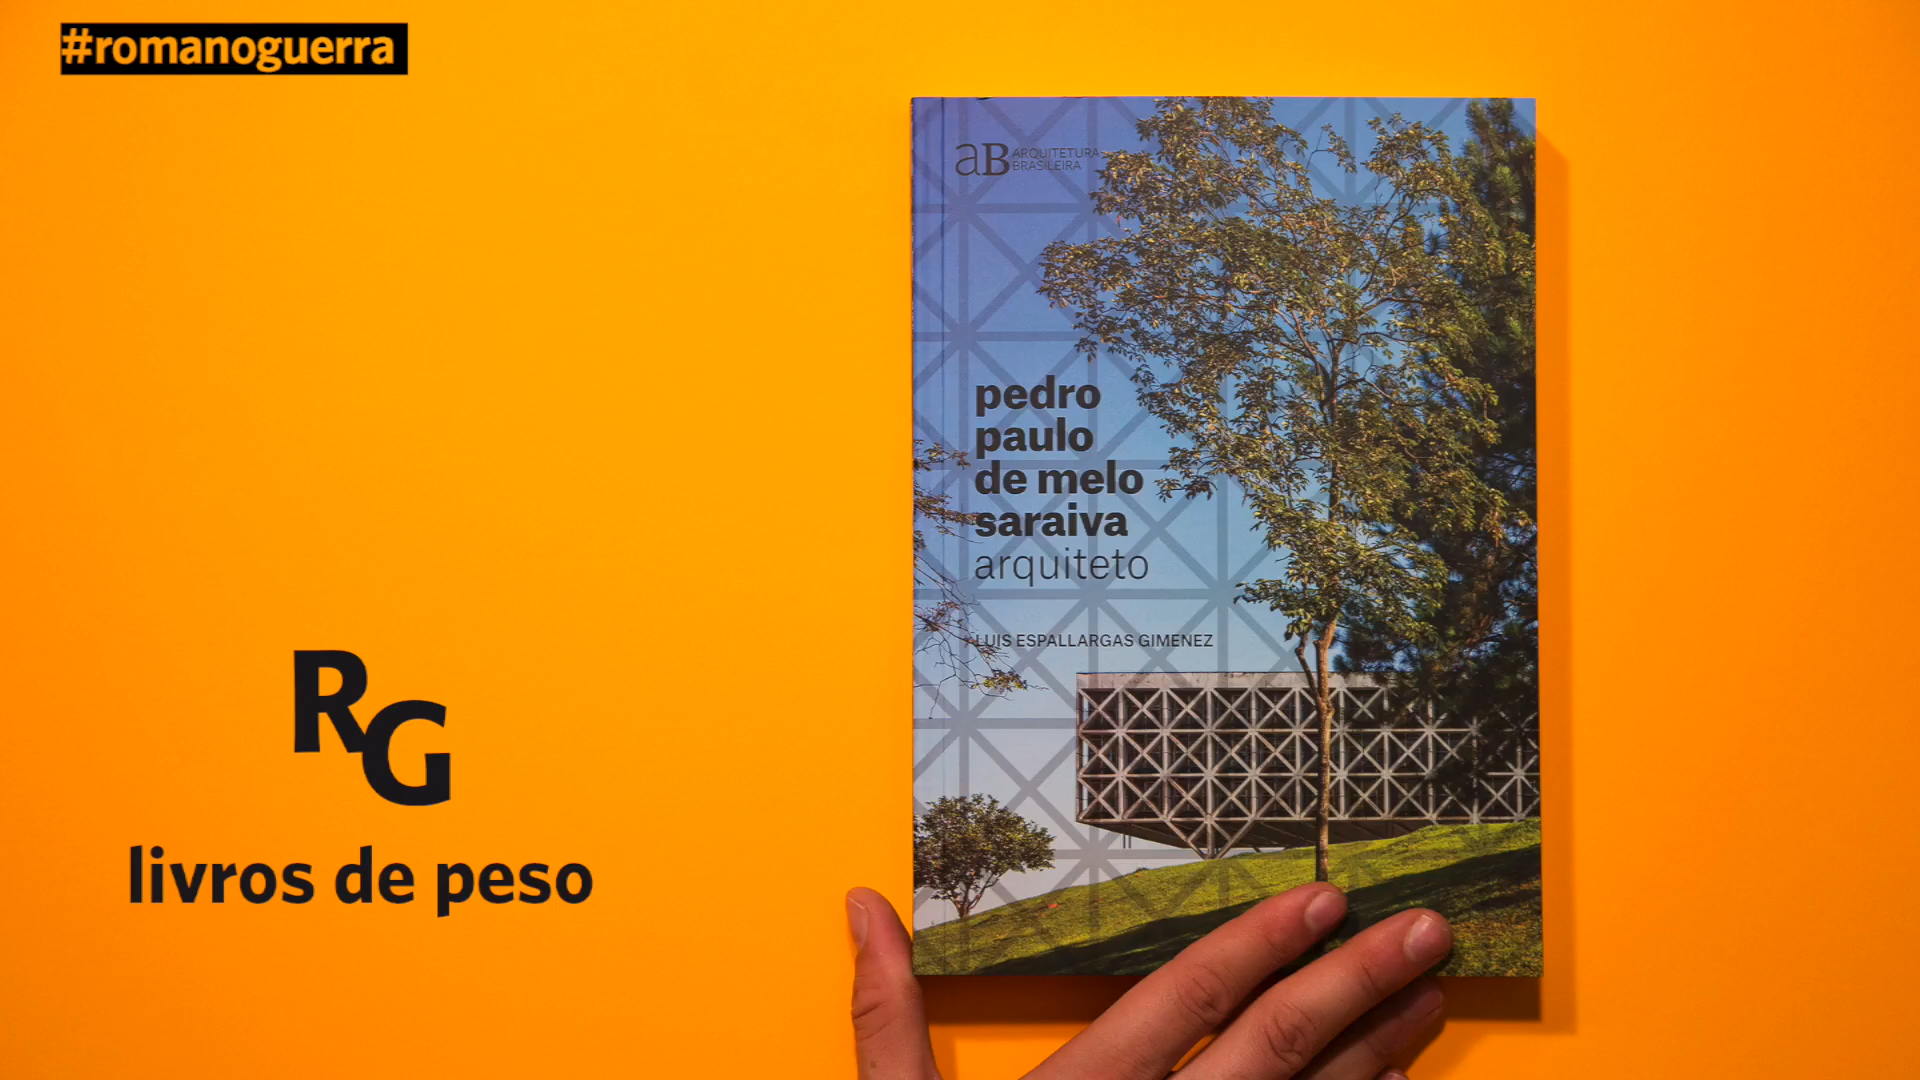 #romanoguerra
aB ARQUITETURA
BRASILEIRA
pedro
paulo
de melo
saraiva
arquiteto
LUIS ESPALLARGAS GIMENEZ
RG
livros de peso